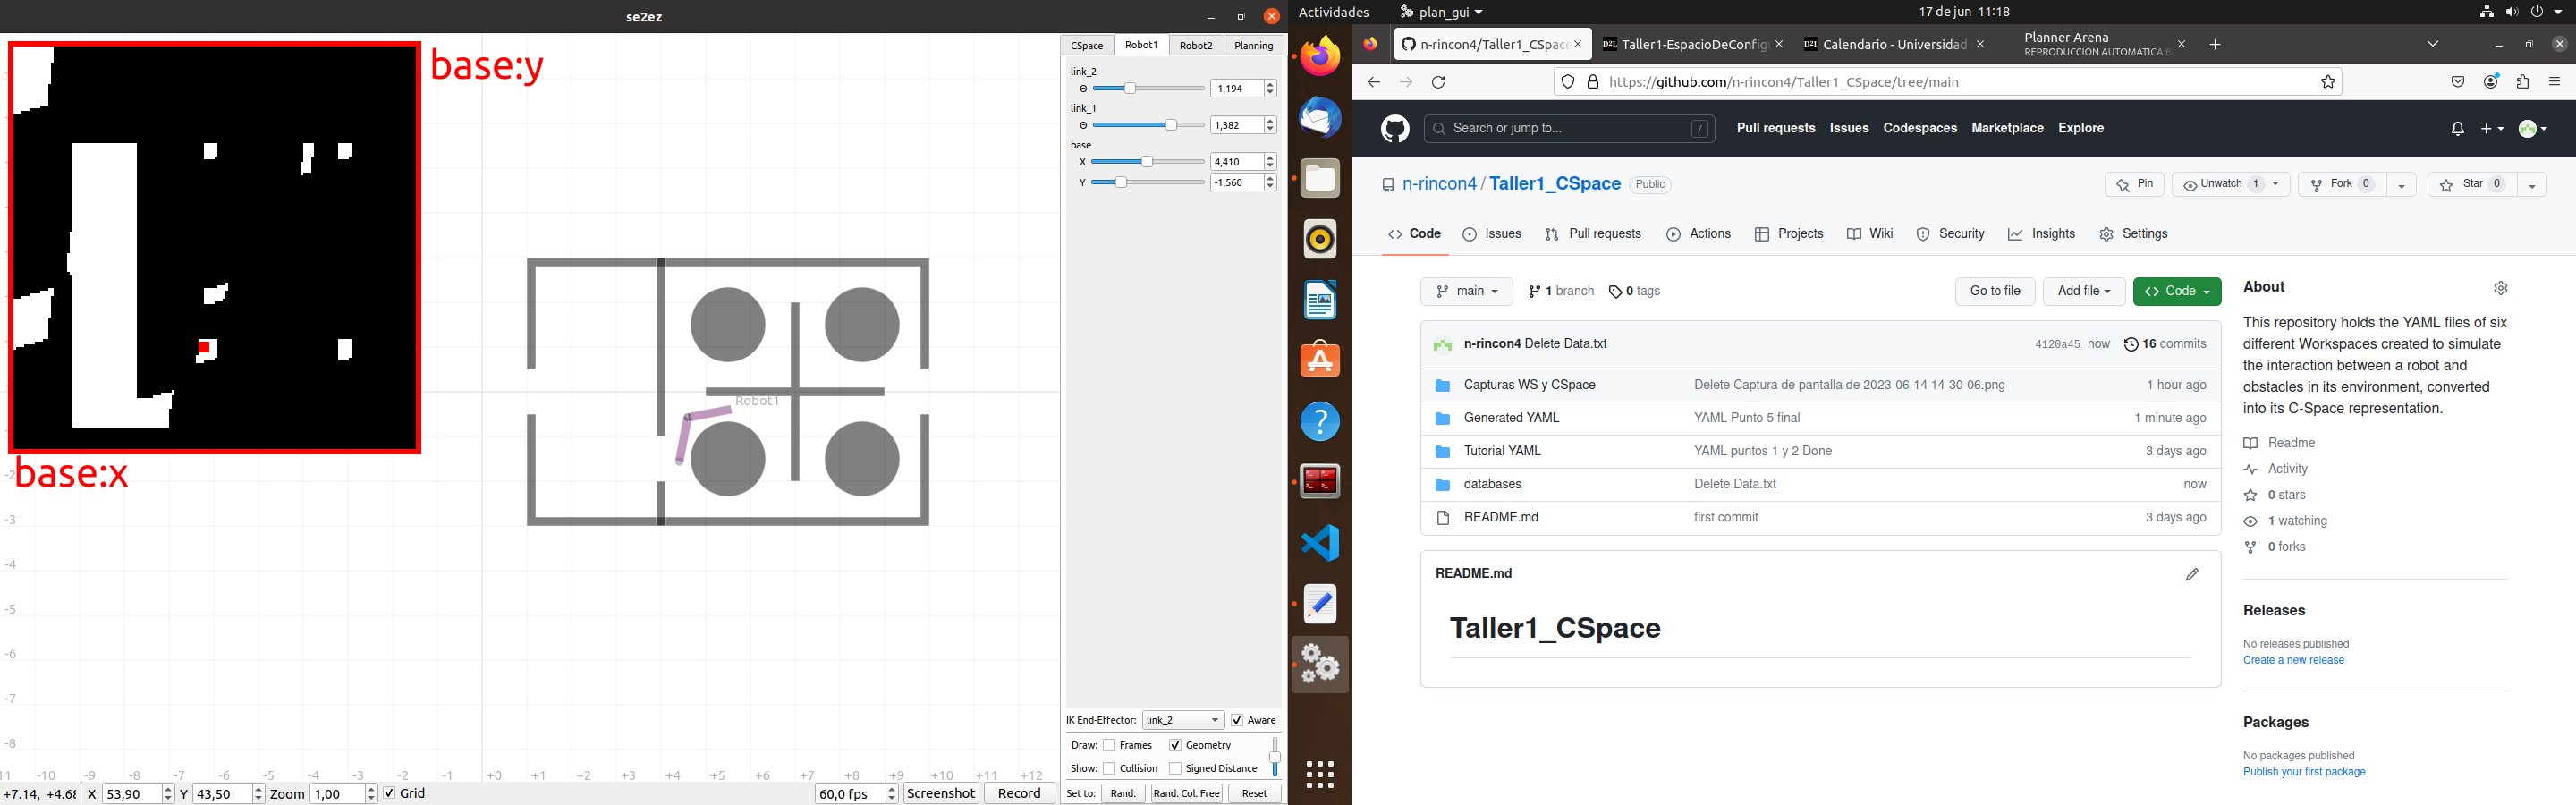 se2ez
base:y
base:x
-2
-3
-4
-5
-6
-7
-8
-10 -9 -8 -7 -6 -5 -4 -3 -2 -1 +0 +1 +2 +3 +4 +5 +6 +7 +8 +9 +10 +11 +12
Robot1
+7.14, +4.68 X 53,90 Y 43,50 Zoom 1,00 Grid 60,0 fps Screenshot Record
CSpace Robot1 Robot2 Planning
link_2
Θ -1,194
link_1
Θ 1,382
base
X 4,410
Y -1,560
IK End-Effector: link_2 Aware
Draw: Frames Geometry
Show: Collision Signed Distance
Set to: Rand. Rand. Col. Free Reset
Actividades plan_gui 17 de jun 11:18
n-rincon4/Taller1_CSpace
D2L Taller1-EspacioDeConfigu
D2L Calendario - Universidad
Planner Arena
REPRODUCCIÓN AUTOMÁTICA B
https://github.com/n-rincon4/Taller1_CSpace/tree/main
Search or jump to... / Pull requests Issues Codespaces Marketplace Explore
n-rincon4 / Taller1_CSpace Public Pin Unwatch 1 Fork 0 Star 0
Code Issues Pull requests Actions Projects Wiki Security Insights Settings
main 1 branch 0 tags Go to file Add file Code
n-rincon4 Delete Data.txt 4120a45 now 16 commits
Capturas WS y CSpace Delete Captura de pantalla de 2023-06-14 14-30-06.png 1 hour ago
Generated YAML YAML Punto 5 final 1 minute ago
Tutorial YAML YAML puntos 1 y 2 Done 3 days ago
databases Delete Data.txt now
README.md first commit 3 days ago
README.md
Taller1_CSpace
About
This repository holds the YAML files of six
different Workspaces created to simulate
the interaction between a robot and
obstacles in its environment, converted
into its C-Space representation.
Readme
Activity
0 stars
1 watching
0 forks
Releases
No releases published
Create a new release
Packages
No packages published
Publish your first package